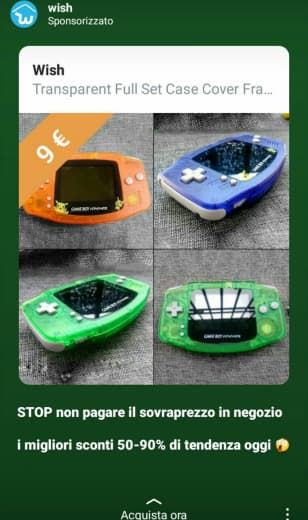 wish
Sponsorizzato
Wish
Transparent Full Set Case Cover Fra...
9 €
GAME BOY ADVANCE
GAME BOY ADVANCE
STOP non pagare il sovraprezzo in negozio
i migliori sconti 50-90% di tendenza oggi 😱
Acquista ora